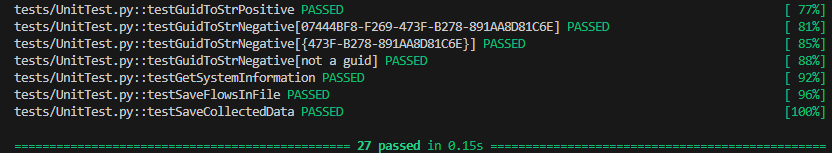 tests/UnitTest.py::testGuidToStrPositive PASSED [ 77%]
tests/UnitTest.py::testGuidToStrNegative[07444BF8-F269-473F-B278-891AA8D81C6E] PASSED [ 81%]
tests/UnitTest.py::testGuidToStrNegative[{473F-B278-891AA8D81C6E}] PASSED [ 85%]
tests/UnitTest.py::testGuidToStrNegative[not a guid] PASSED [ 88%]
tests/UnitTest.py::testGetSystemInformation PASSED [ 92%]
tests/UnitTest.py::testSaveFlowsInFile PASSED [ 96%]
tests/UnitTest.py::testSaveCollectedData PASSED [100%]
================================================ 27 passed in 0.15s ================================================